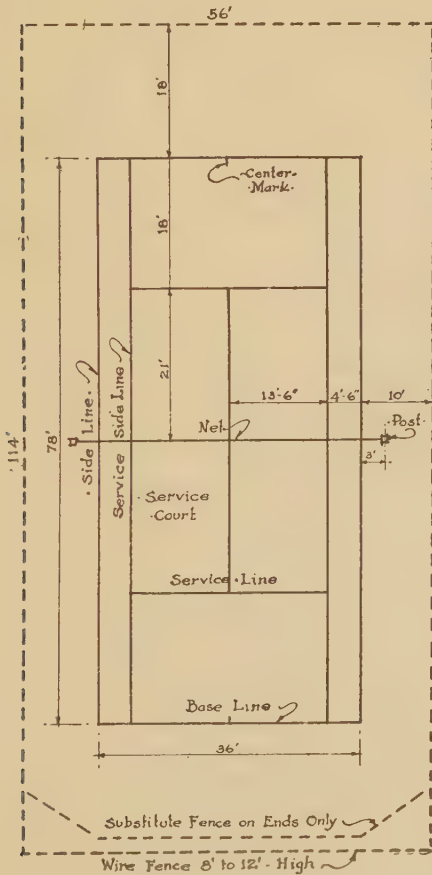 56'
18'
·Center·
Mark·
18'
21'
13'-6"
4'-6"
10'
·Side Line·
Service Side Line
Net
·Post·
3'
114'
78'
·Service
·Court
Service·Line
Base Line
36'
Substitute Fence on Ends Only
Wire Fence 8' to 12'- High